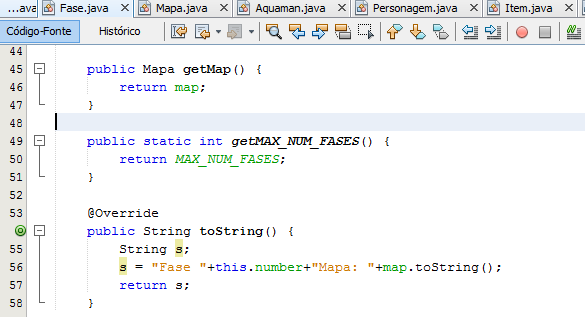 ...ava
Fase.java
Mapa.java
Aquaman.java
Personagem.java
Item.java
Código-Fonte
Histórico
44
45 public Mapa getMap() {
46 return map;
47 }
48
49 public static int getMAX_NUM_FASES() {
50 return MAX_NUM_FASES;
51 }
52
53 @Override
public String toString() {
55 String s;
56 s = "Fase "+this.number+"Mapa: "+map.toString();
57 return s;
58 }